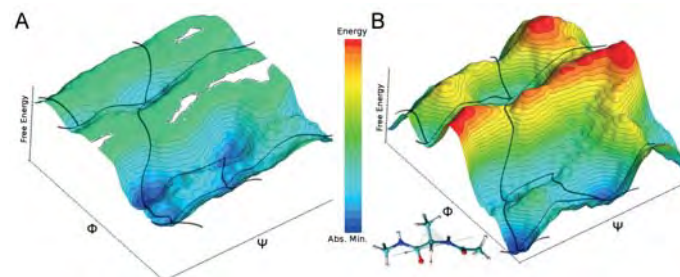 A
Energy
B
Free Energy
Free Energy
Φ
Ψ
Abs. Min.
Φ
Ψ